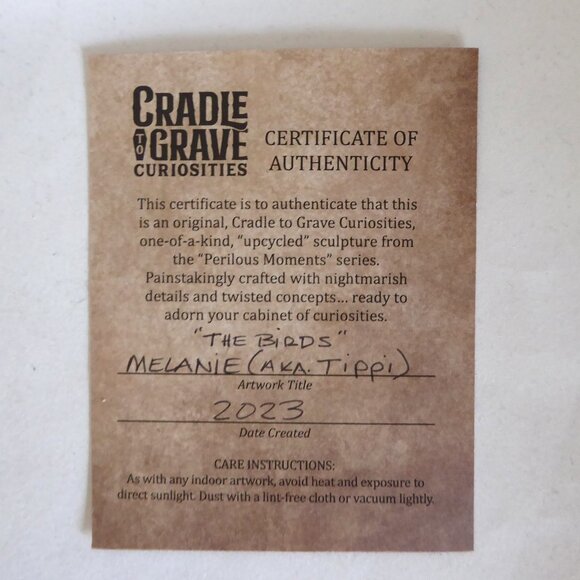 CRADLE
TO GRAVE
CURIOSITIES
CERTIFICATE OF
AUTHENTICITY
This certificate is to authenticate that this
is an original, Cradle to Grave Curiosities,
one-of-a-kind, “upcycled” sculpture from
the “Perilous Moments” series.
Painstakingly crafted with nightmarish
details and twisted concepts... ready to
adorn your cabinet of curiosities.
"THE BIRDS"
MELANIE (AKA. TIPPI)
Artwork Title
2023
Date Created
CARE INSTRUCTIONS:
As with any indoor artwork, avoid heat and exposure to
direct sunlight. Dust with a lint-free cloth or vacuum lightly.